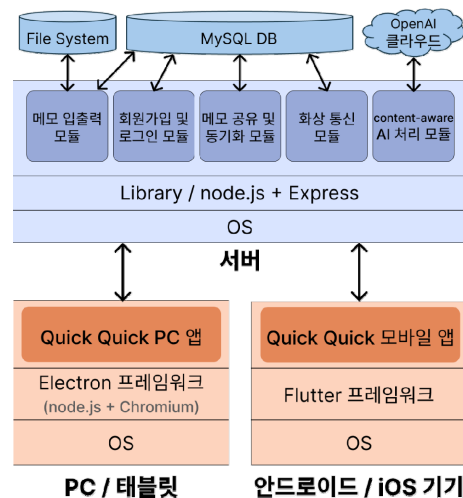 File System
MySQL DB
OpenAI
클라우드
메모 입출력
모듈
회원가입 및
로그인 모듈
메모 공유 및
동기화 모듈
화상 통신
모듈
content-aware
AI 처리 모듈
Library / node.js + Express
OS
서버
Quick Quick PC 앱
Electron 프레임워크
(node.js + Chromium)
OS
PC / 태블릿
Quick Quick 모바일 앱
Flutter 프레임워크
OS
안드로이드 / iOS 기기